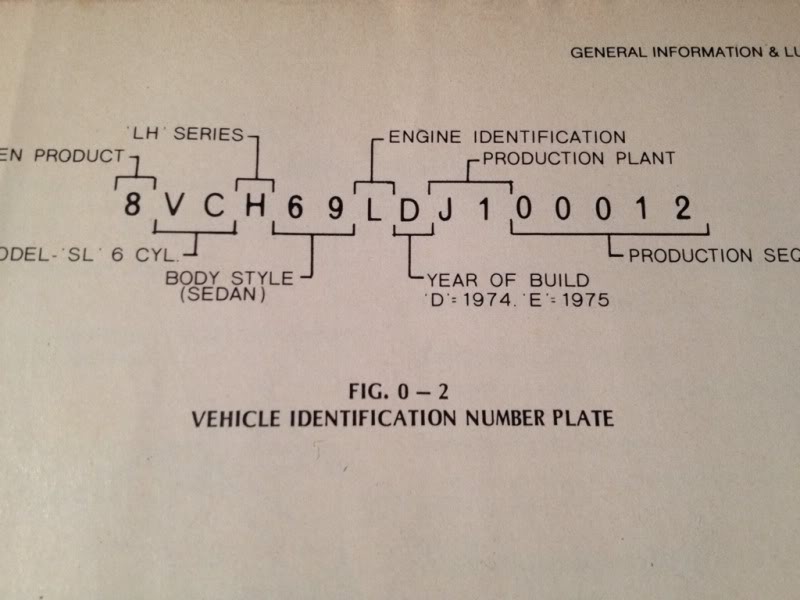 GENERAL INFORMATION & LU
'LH' SERIES
ENGINE IDENTIFICATION
EN PRODUCT
PRODUCTION PLANT
8 V C H 6 9 L D J 1 0 0 0 1 2
ODEL-'SL' 6 CYL.
PRODUCTION SEQ
BODY STYLE
(SEDAN)
YEAR OF BUILD
'D'= 1974. 'E'= 1975
FIG. 0 – 2
VEHICLE IDENTIFICATION NUMBER PLATE